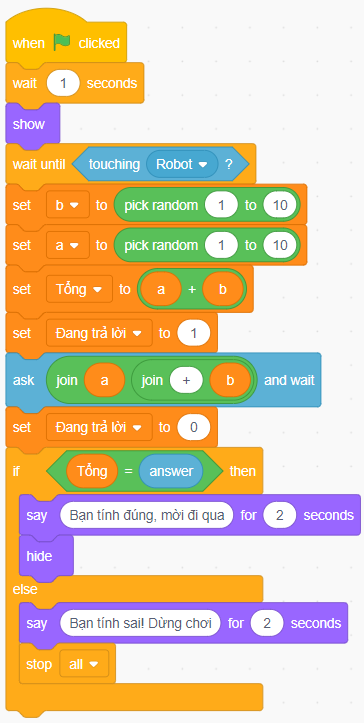 when clicked
wait 1 seconds
show
wait until touching Robot ?
set b to pick random 1 to 10
set a to pick random 1 to 10
set Tổng to a + b
set Đang trả lời to 1
ask join a join + b and wait
set Đang trả lời to 0
if Tổng = answer then
say Bạn tính đúng, mời đi qua for 2 seconds
hide
else
say Bạn tính sai! Dừng chơi for 2 seconds
stop all